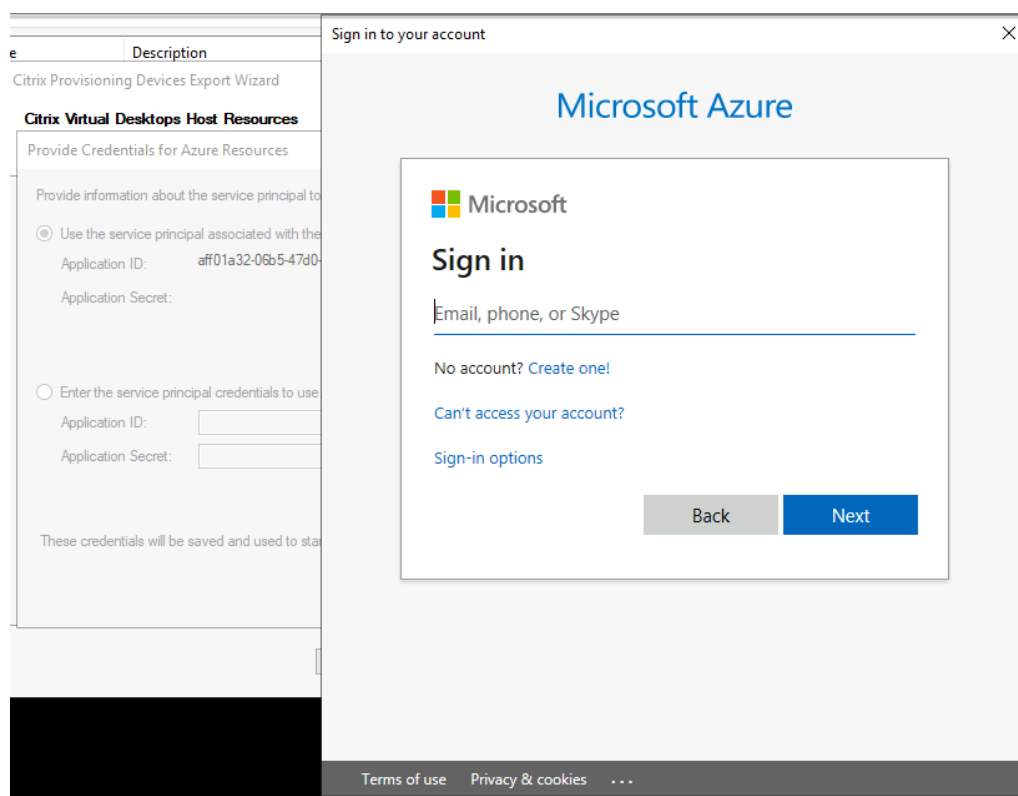 Sign in to your account
Description
Citrix Provisioning Devices Export Wizard
Citrix Virtual Desktops Host Resources
Provide Credentials for Azure Resources
Provide information about the service principal to
Use the service principal associated with the
Application ID: aff01a32-06b5-47d0-
Application Secret:
Enter the service principal credentials to use
Application ID:
Application Secret:
These credentials will be saved and used to
Microsoft Azure
Microsoft
Sign in
Email, phone, or Skype
No account? Create one!
Can't access your account?
Sign-in options
Back Next
Terms of use Privacy & cookies ...